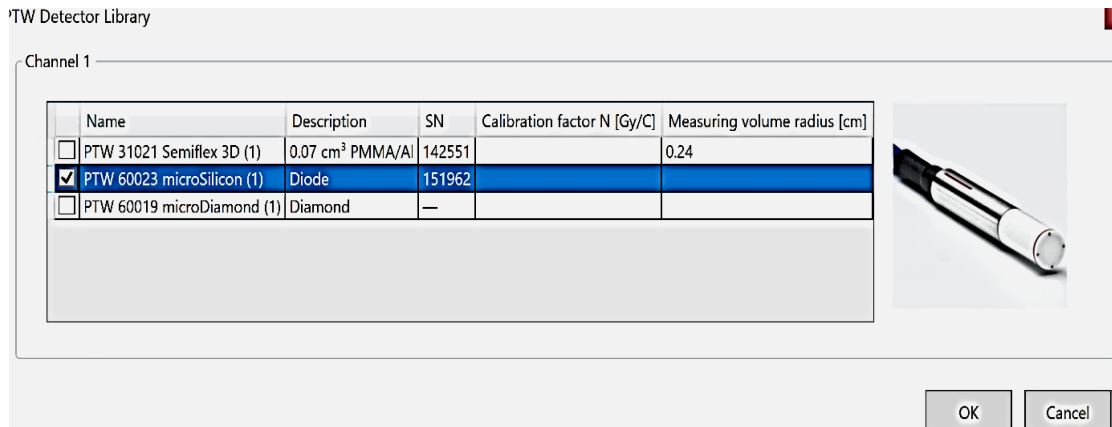 PTW Detector Library
Channel 1
Name Description SN Calibration factor N [Gy/C] Measuring volume radius [cm]
PTW 31021 Semiflex 3D (1) 0.07 cm³ PMMA/Al 142551 0.24
PTW 60023 microSilicon (1) Diode 151962
PTW 60019 microDiamond (1) Diamond —
OK Cancel